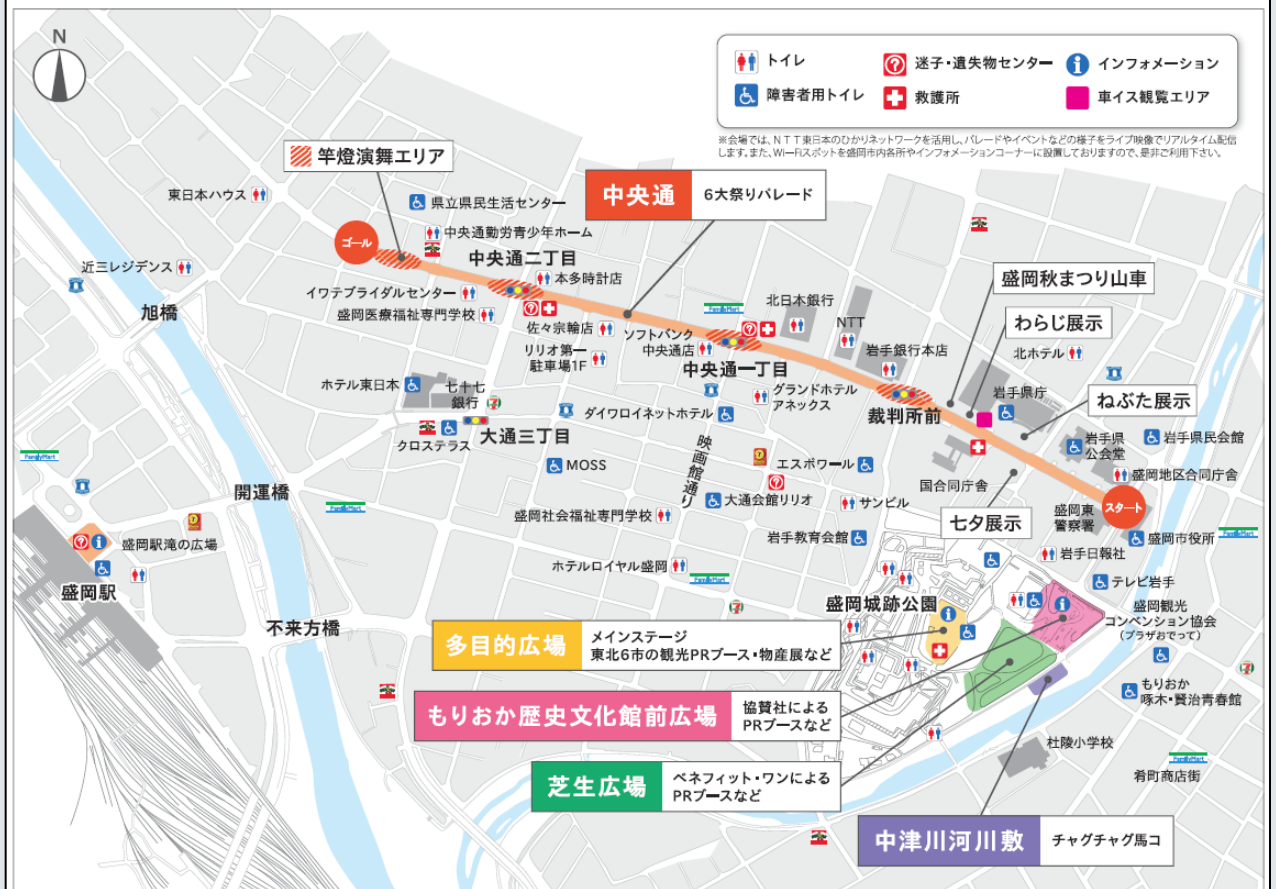 N
トイレ
迷子・遺失物センター
インフォメーション
障害者用トイレ
救護所
車イス観覧エリア
※会場では、NTT東日本のひかりネットワークを活用し、パレードやイベントなどの様子をライブ映像でリアルタイム配信
します。また、Wi-Fiスポットを盛岡市内各所やインフォメーションコーナーに設置しておりますので、是非ご利用下さい。
竿燈演舞エリア
中央通
6大祭りパレード
東日本ハウス
県立県民生活センター
中央通勤労青少年ホーム
ゴール
中央通二丁目
近三レジデンス
本多時計店
盛岡秋まつり山車
イワテブライダルセンター
北日本銀行
旭橋
盛岡医療福祉専門学校
FamilyMart
わらじ展示
佐々宗輪店
ソフトバンク
中央通店
NTT
リリオ第一
駐車場1F
岩手銀行本店
北ホテル
中央通一丁目
ホテル東日本
七十七
銀行
グランドホテル
アネックス
岩手県庁
ねぶた展示
ダイワロイネットホテル
裁判所前
クロステラス
大通三丁目
映画館通り
岩手県
公会堂
岩手県民会館
FamilyMart
MOSS
エスポワール
盛岡地区合同庁舎
開運橋
国合同庁舎
大通会館リリオ
サンビル
スタート
FamilyMart
盛岡社会福祉専門学校
七夕展示
盛岡東
警察署
盛岡駅滝の広場
岩手教育会館
盛岡市役所
FamilyMart
岩手日報社
ホテルロイヤル盛岡
FamilyMart
テレビ岩手
盛岡駅
盛岡城跡公園
盛岡観光
コンベンション協会
(プラザおでって)
不来方橋
多目的広場
メインステージ
東北6市の観光PRブース・物産展など
もりおか
啄木・賢治青春館
もりおか歴史文化館前広場
協賛社による
PRブースなど
杜陵小学校
FamilyMart
肴町商店街
芝生広場
ベネフィット・ワンによる
PRブースなど
中津川河川敷
チャグチャグ馬コ